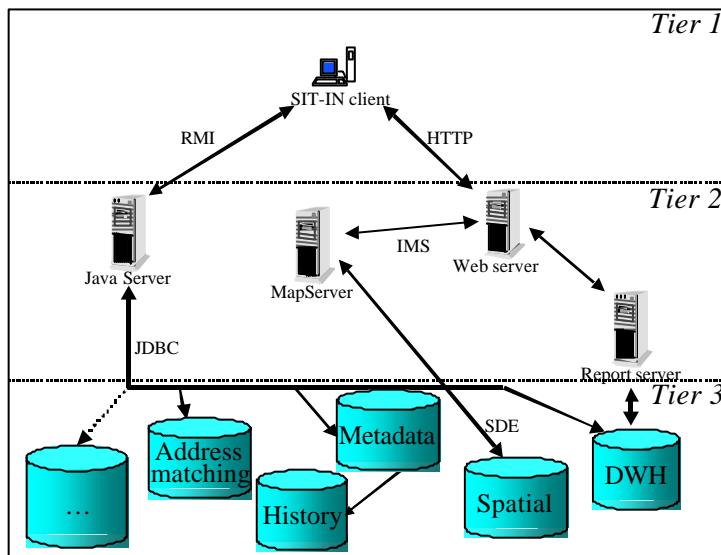 Tier 1
SIT-IN client
RMI
HTTP
Tier 2
IMS
Java Server
MapServer
Web server
JDBC
Report server
Tier 3
SDE
Address
matching
Metadata
…
History
Spatial
DWH